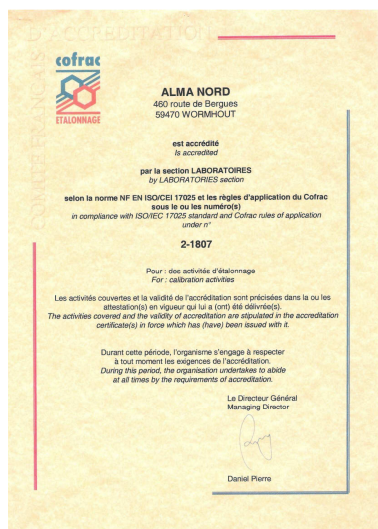 D'ACCREDITATION
COMITE FRANCAIS
cofrac
ETALONNAGE
ALMA NORD
460 route de Bergues
59470 WORMHOUT
est accrédité
Is accredited
par la section LABORATOIRES
by LABORATORIES section
selon la norme NF EN ISO/CEI 17025 et les règles d'application du Cofrac
sous le ou les numéro(s)
in compliance with ISO/IEC 17025 standard and Cofrac rules of application
under n°
2-1807
Pour : des activités d'étalonnage
For : calibration activities
Les activités couvertes et la validité de l'accréditation sont précisées dans la ou les
attestation(s) en vigueur qui lui a (ont) été délivrée(s).
The activities covered and the validity of accreditation are stipulated in the accreditation
certificate(s) in force which has (have) been issued with it.
Durant cette période, l'organisme s'engage à respecter
à tout moment les exigences de l'accréditation.
During this period, the organisation undertakes to abide
at all times by the requirements of accreditation.
Le Directeur Général
Managing Director
Daniel Pierre